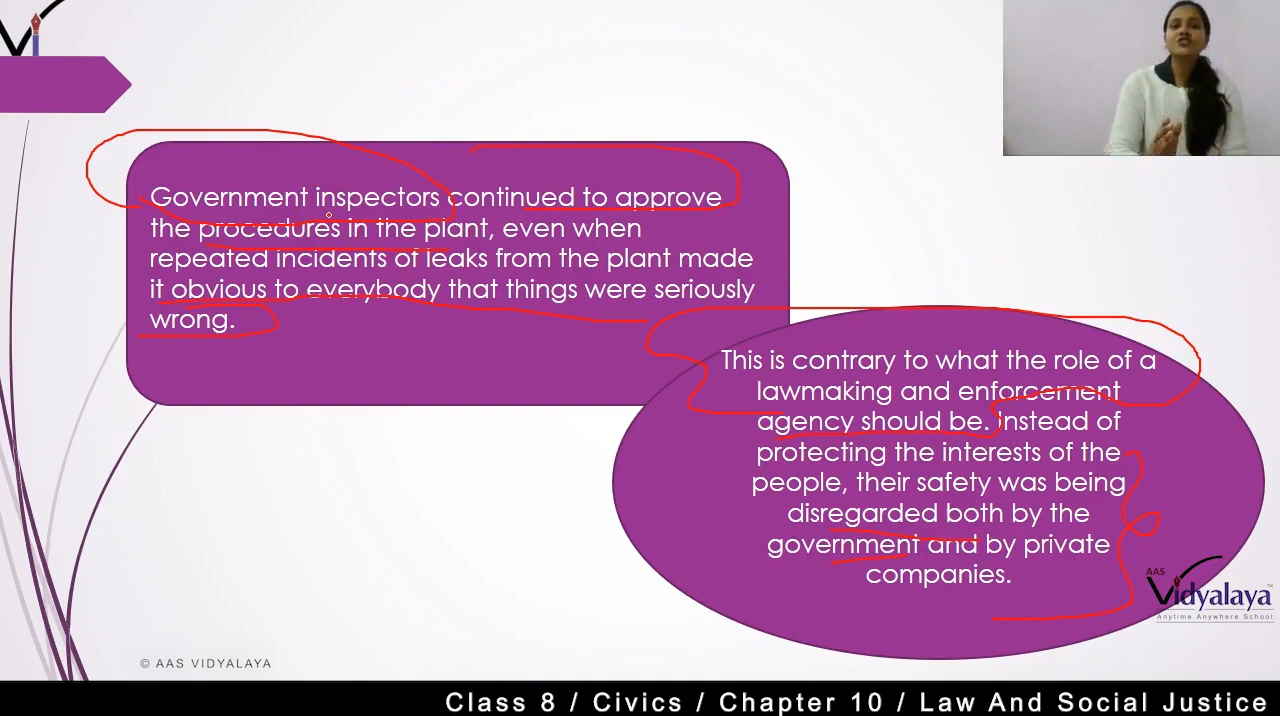 Government inspectors continued to approve
the procedures in the plant, even when
repeated incidents of leaks from the plant made
it obvious to everybody that things were seriously
wrong.
This is contrary to what the role of a
lawmaking and enforcement
agency should be. Instead of
protecting the interests of the
people, their safety was being
disregarded both by the
government and by private
companies.
AAS
Vidyalaya
Anytime Anywhere School
© AAS VIDYALAYA
Class 8 / Civics / Chapter 10 / Law And Social Justice